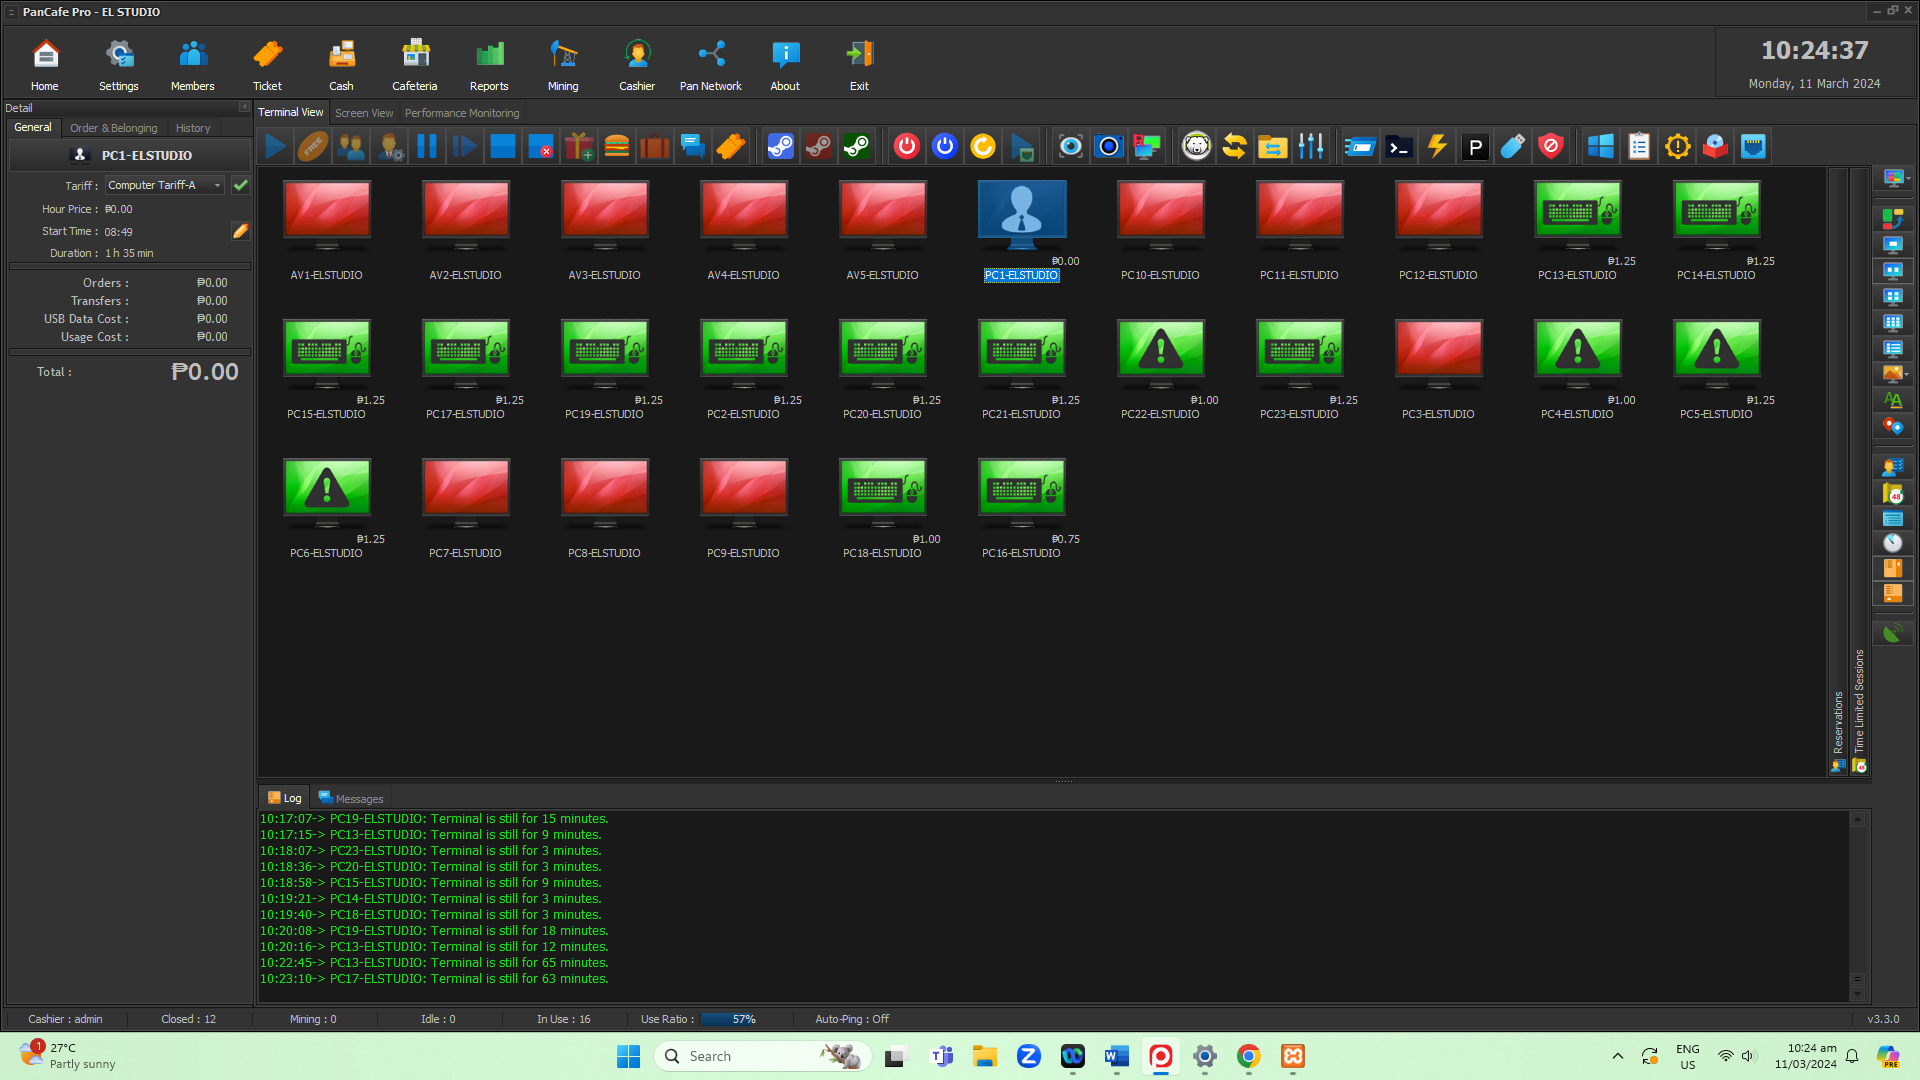 PanCafe Pro - EL STUDIO
Home
Settings
Members
Ticket
Cash
Cafeteria
Reports
Mining
Cashier
Pan Network
About
Exit
10:24:37
Monday, 11 March 2024
Detail
General
Order & Belonging
History
PC1-ELSTUDIO
Tariff :
Computer Tariff-A
Hour Price : ₱0.00
Start Time : 08:49
Duration : 1 h 35 min
Orders : ₱0.00
Transfers : ₱0.00
USB Data Cost : ₱0.00
Usage Cost : ₱0.00
Total : ₱0.00
Terminal View
Screen View
Performance Monitoring
FREE
P
AV1-ELSTUDIO
AV2-ELSTUDIO
AV3-ELSTUDIO
AV4-ELSTUDIO
AV5-ELSTUDIO
₱0.00
PC1-ELSTUDIO
PC10-ELSTUDIO
PC11-ELSTUDIO
PC12-ELSTUDIO
₱1.25
PC13-ELSTUDIO
₱1.25
PC14-ELSTUDIO
₱1.25
PC15-ELSTUDIO
₱1.25
PC17-ELSTUDIO
₱1.25
PC19-ELSTUDIO
₱1.25
PC2-ELSTUDIO
₱1.25
PC20-ELSTUDIO
₱1.25
PC21-ELSTUDIO
₱1.00
PC22-ELSTUDIO
₱1.25
PC23-ELSTUDIO
PC3-ELSTUDIO
₱1.00
PC4-ELSTUDIO
₱1.25
PC5-ELSTUDIO
₱1.25
PC6-ELSTUDIO
PC7-ELSTUDIO
PC8-ELSTUDIO
PC9-ELSTUDIO
₱1.00
PC18-ELSTUDIO
₱0.75
PC16-ELSTUDIO
Reservations
Time Limited Sessions
48
Log
Messages
10:17:07-> PC19-ELSTUDIO: Terminal is still for 15 minutes.
10:17:15-> PC13-ELSTUDIO: Terminal is still for 9 minutes.
10:18:07-> PC23-ELSTUDIO: Terminal is still for 3 minutes.
10:18:36-> PC20-ELSTUDIO: Terminal is still for 3 minutes.
10:18:58-> PC15-ELSTUDIO: Terminal is still for 9 minutes.
10:19:21-> PC14-ELSTUDIO: Terminal is still for 3 minutes.
10:19:40-> PC18-ELSTUDIO: Terminal is still for 3 minutes.
10:20:08-> PC19-ELSTUDIO: Terminal is still for 18 minutes.
10:20:16-> PC13-ELSTUDIO: Terminal is still for 12 minutes.
10:22:45-> PC13-ELSTUDIO: Terminal is still for 65 minutes.
10:23:10-> PC17-ELSTUDIO: Terminal is still for 63 minutes.
Cashier : admin
Closed : 12
Mining : 0
Idle : 0
In Use : 16
Use Ratio : 57%
Auto-Ping : Off
v3.3.0
1
27°C
Partly sunny
Search
ENG
US
10:24 am
11/03/2024
PRE